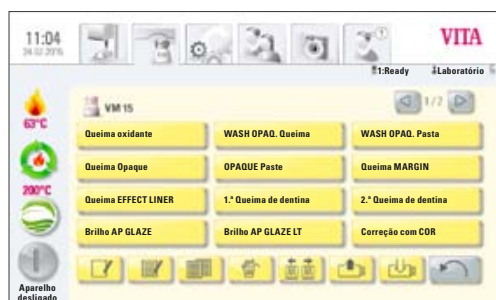 11:04
24.02.2015
VITA
1:Ready
Laboratório
VM 15
1/2
63°C
Queima oxidante
WASH OPAQ. Queima
WASH OPAQ. Pasta
Queima Opaque
OPAQUE Paste
Queima MARGIN
200°C
Queima EFFECT LINER
1.ª Queima de dentina
2.ª Queima de dentina
Brilho AP GLAZE
Brilho AP GLAZE LT
Correção com COR
Aparelho
desligado